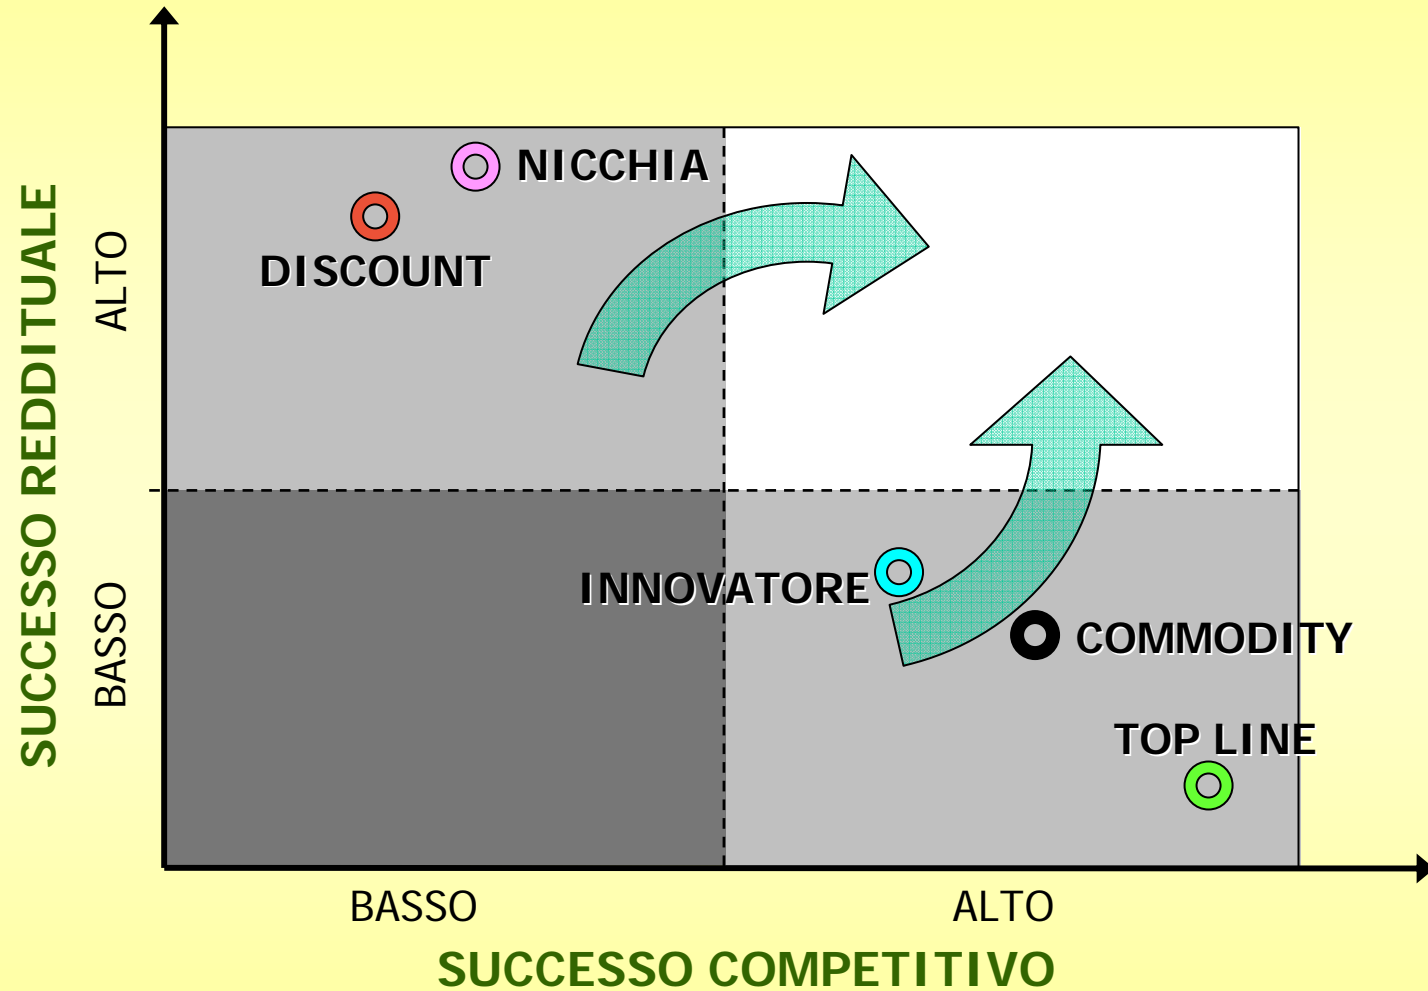 NICCHIA
DISCOUNT
SUCCESSO REDDITUALE
ALTO
BASSO
INNOVATORE
COMMODITY
TOP LINE
BASSO
ALTO
SUCCESSO COMPETITIVO